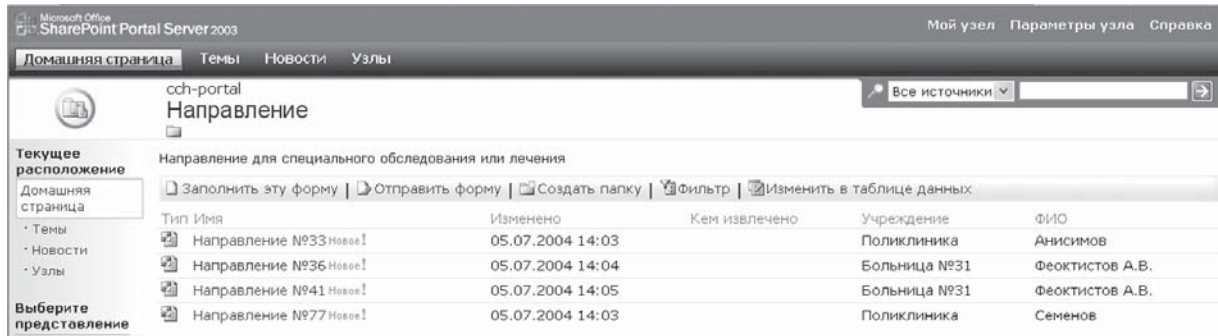 Microsoft Office
SharePoint Portal Server 2003
Мой узел Параметры узла Справка
Домашняя страница Темы Новости Узлы
cch-portal
Направление
Все источники
Текущее расположение
Домашняя страница
Темы
Новости
Узлы
Выберите представление
Направление для специального обследования или лечения
Заполнить эту форму | Отправить форму | Создать папку | Фильтр | Изменить в таблице данных
Тип Имя Изменено Кем извлечено Учреждение ФИО
Направление №33 Новое! 05.07.2004 14:03 Поликлиника Анисимов
Направление №36 Новое! 05.07.2004 14:04 Больница №31 Феоктистов А.В.
Направление №41 Новое! 05.07.2004 14:05 Больница №31 Феоктистов А.В.
Направление №77 Новое! 05.07.2004 14:03 Поликлиника Семенов